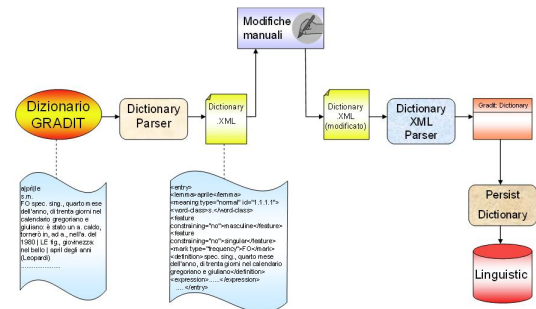 Modifiche
manuali
Dizionario
GRADIT
Dictionary
Parser
Dictionary
.XML
Dictionary
.XML
(modificato)
Dictionary
XML
Parser
Gradit: Dictionary
Persist
Dictionary
Linguistic
a|pri|le
s.m.
FO spec. sing., quarto mese
dell'anno, di trenta giorni nel
calendario gregoriano e
giuliano: è stato un a. caldo,
tornerò in, ad a., nell'a. del
1980 | LE fig., giovinezza:
nel bello | april degli anni
(Leopardi)
<entry>
<lemma>aprile</lemma>
<meaning type="normal" id="1.1.1.1">
<word-class>s.</word-class>
<feature
constraining="no">masculine</feature>
<feature
constraining="no">singular</feature>
<mark type="frequency">FO</mark>
<definition> spec. sing., quarto mese
dell'anno, di trenta giorni nel calendario
gregoriano e giuliano</definition>
<expression>......</expression>
.... </entry>